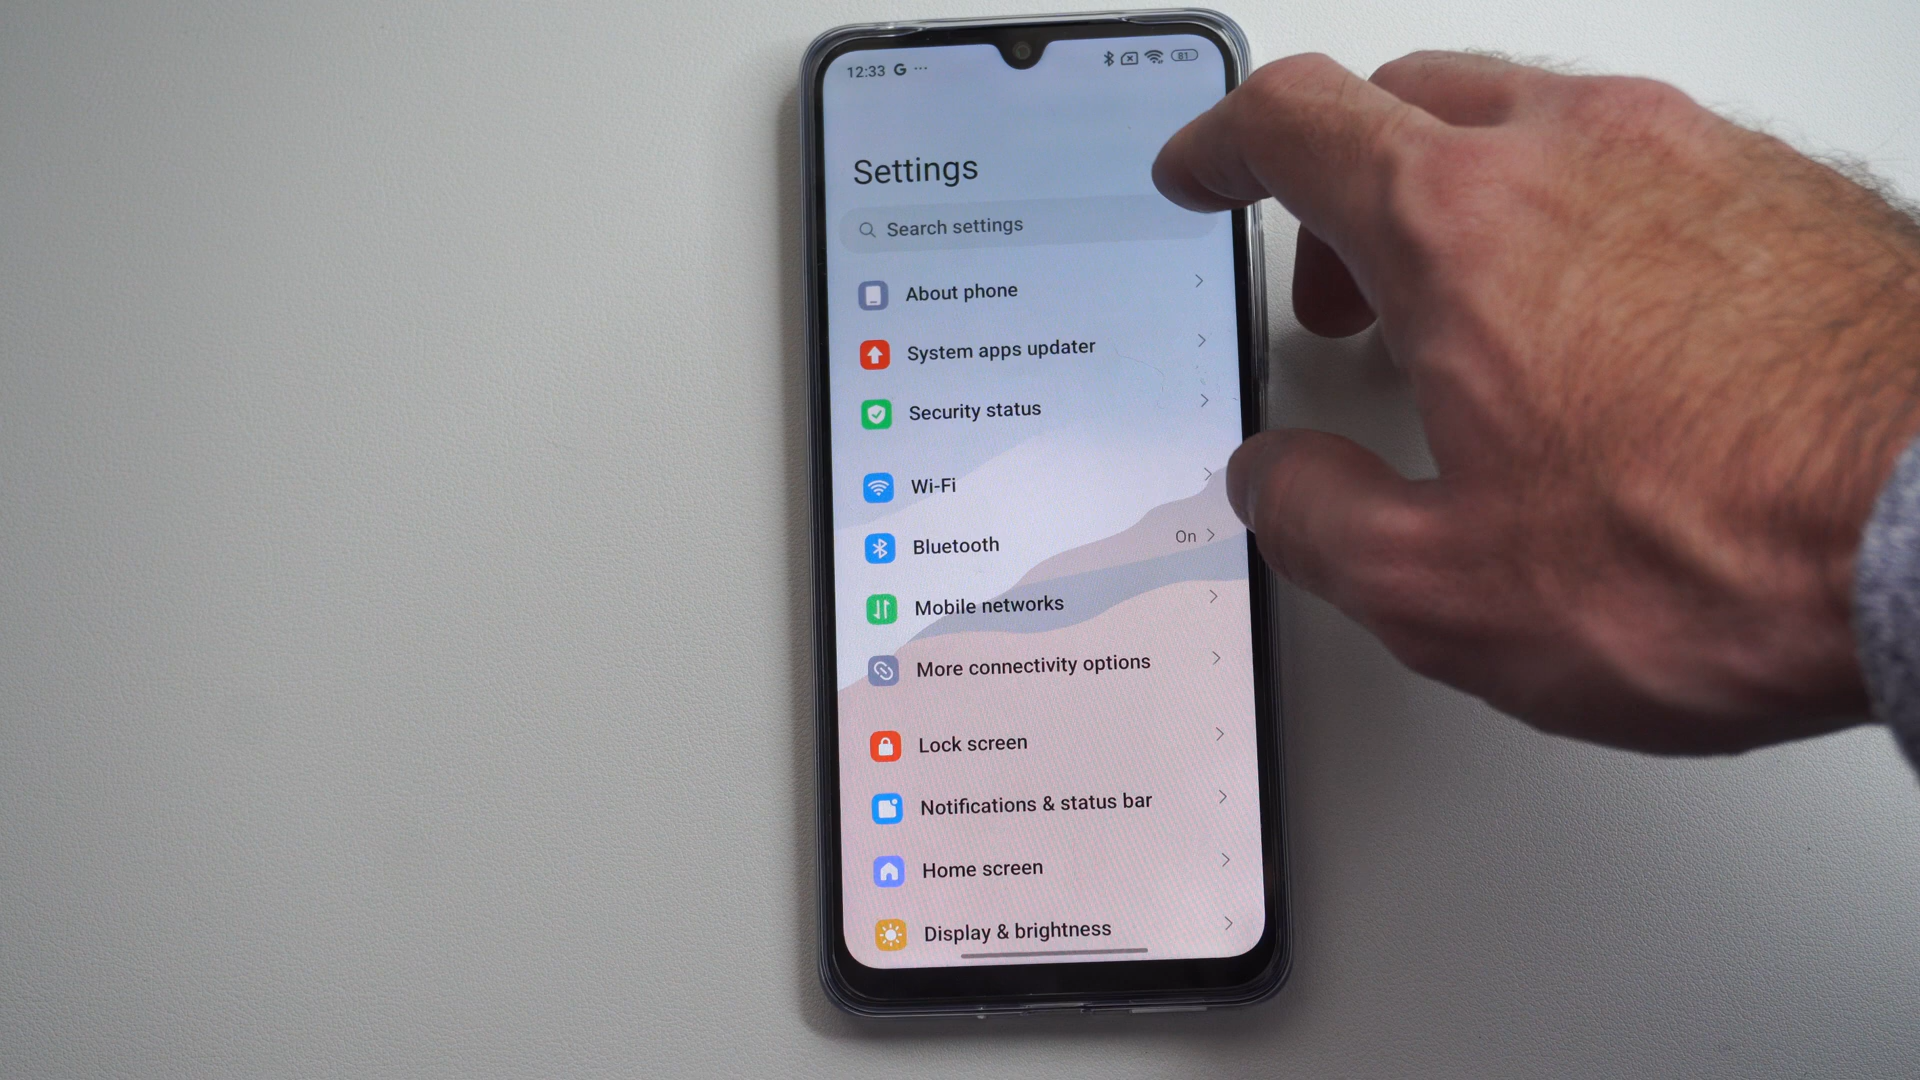 12:33 G ... 81
Settings
Search settings
About phone
System apps updater
Security status
Wi-Fi
Bluetooth On
Mobile networks
More connectivity options
Lock screen
Notifications & status bar
Home screen
Display & brightness